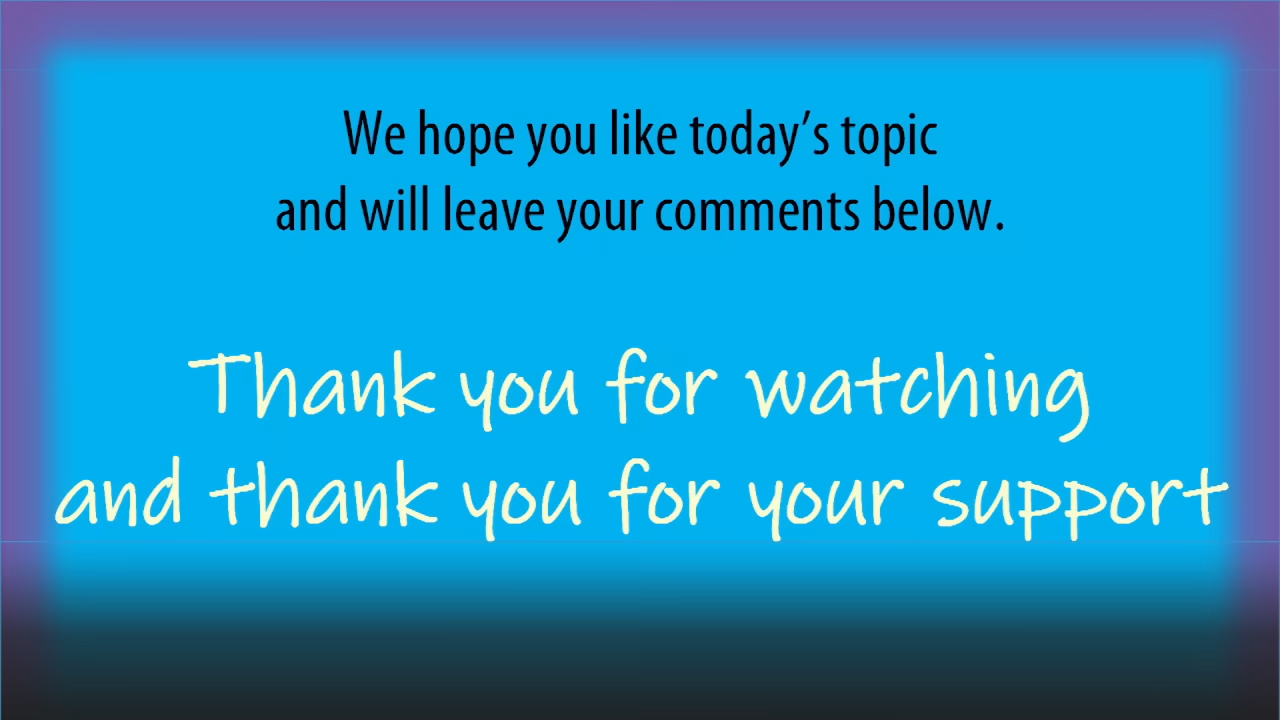 We hope you like today’s topic
and will leave your comments below.
Thank you for watching
and thank you for your support